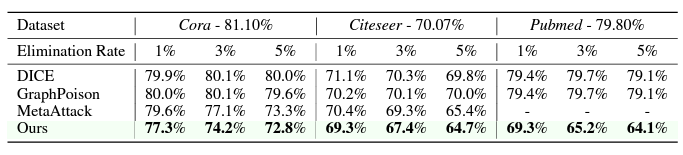 Dataset Cora - 81.10% Citeseer - 70.07% Pubmed - 79.80%
Elimination Rate 1% 3% 5% 1% 3% 5% 1% 3% 5%
DICE 79.9% 80.1% 80.0% 71.1% 70.3% 69.8% 79.4% 79.7% 79.1%
GraphPoison 80.0% 80.1% 79.6% 70.2% 70.1% 70.0% 79.4% 79.7% 79.1%
MetaAttack 79.6% 77.1% 73.3% 70.4% 69.3% 65.4% - - -
Ours 77.3% 74.2% 72.8% 69.3% 67.4% 64.7% 69.3% 65.2% 64.1%